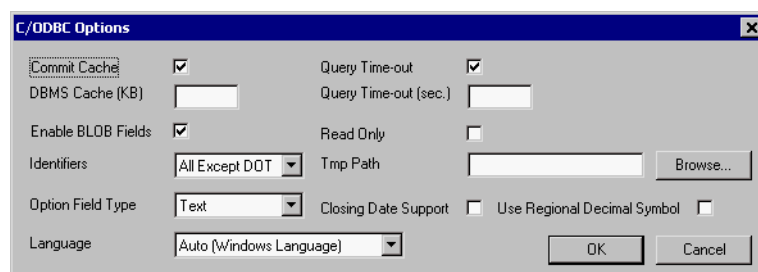 C/ODBC Options
Commit Cache Query Time-out
DBMS Cache (KB) Query Time-out (sec.)
Enable BLOB Fields Read Only
Identifiers All Except DOT Tmp Path Browse...
Option Field Type Text Closing Date Support Use Regional Decimal Symbol
Language Auto (Windows Language) OK Cancel